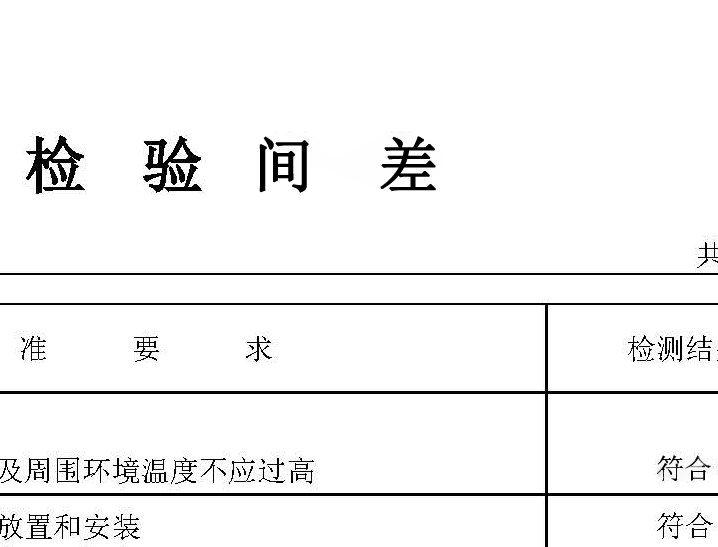 检 验 间 差
共
准 要 求 检测结
及周围环境温度不应过高 符合
放置和安装 符合